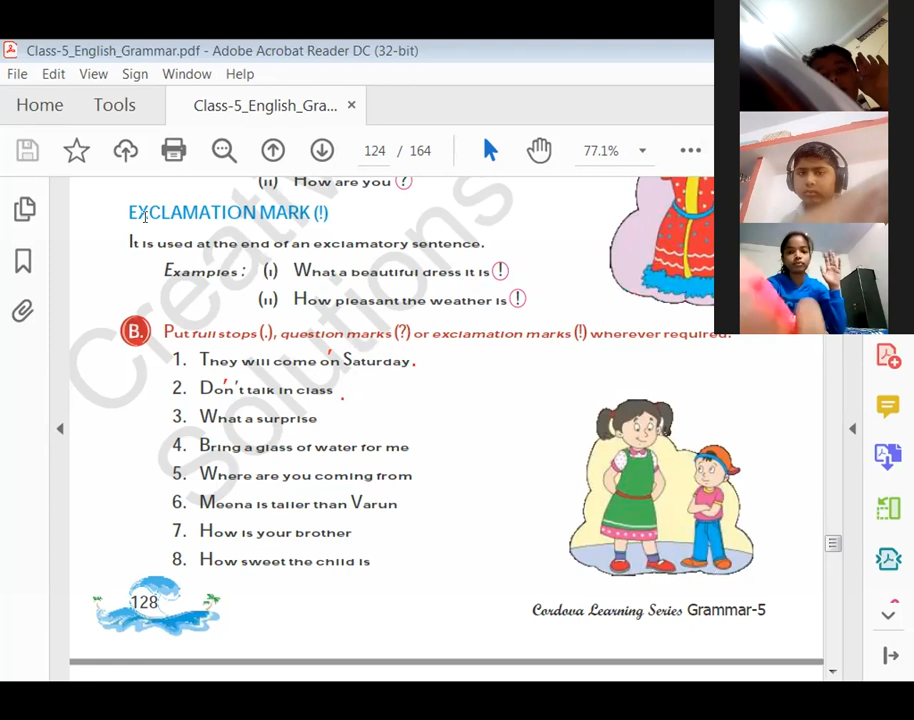 Class-5_English_Grammar.pdf - Adobe Acrobat Reader DC (32-bit)
File Edit View Sign Window Help
Home Tools Class-5_English_Gra... ×
124 / 164 77.1%
(ii) How are you ?
EXCLAMATION MARK (!)
It is used at the end of an exclamatory sentence.
Examples : (i) What a beautiful dress it is !
(ii) How pleasant the weather is !
B. Put full stops (.), question marks (?) or exclamation marks (!) wherever required.
1. They will come on Saturday .
2. Don't talk in class .
3. What a surprise
4. Bring a glass of water for me
5. Where are you coming from
6. Meena is taller than Varun
7. How is your brother
8. How sweet the child is
128
Cordova Learning Series Grammar-5
Creative
Solutions